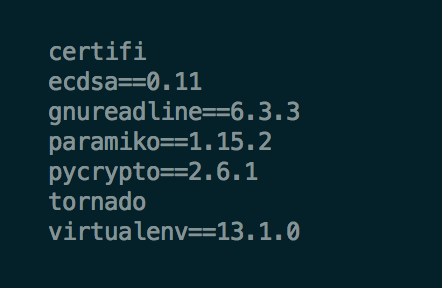 certifi
ecdsa==0.11
gnureadline==6.3.3
paramiko==1.15.2
pycrypto==2.6.1
tornado
virtualenv==13.1.0